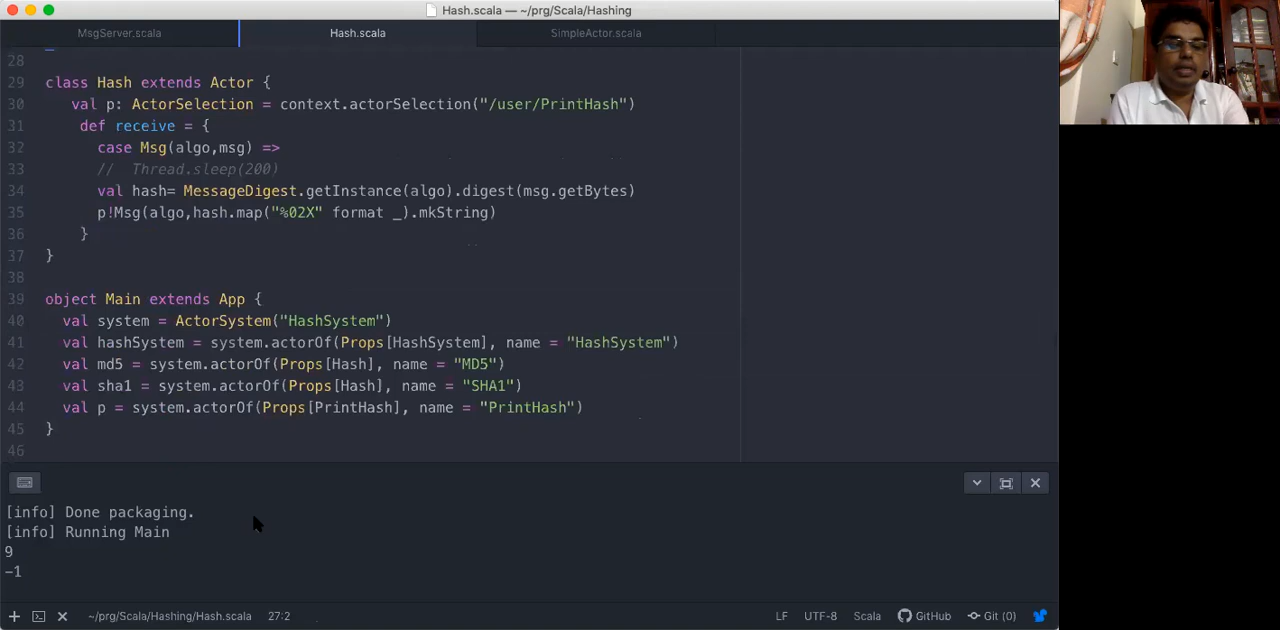 Hash.scala — ~/prg/Scala/Hashing
MsgServer.scala
Hash.scala
SimpleActor.scala
28
29 class Hash extends Actor {
30 val p: ActorSelection = context.actorSelection("/user/PrintHash")
31 def receive = {
32 case Msg(algo,msg) =>
33 // Thread.sleep(200)
34 val hash= MessageDigest.getInstance(algo).digest(msg.getBytes)
35 p!Msg(algo,hash.map("%02X" format _).mkString)
36 }
37 }
38
39 object Main extends App {
40 val system = ActorSystem("HashSystem")
41 val hashSystem = system.actorOf(Props[HashSystem], name = "HashSystem")
42 val md5 = system.actorOf(Props[Hash], name = "MD5")
43 val sha1 = system.actorOf(Props[Hash], name = "SHA1")
44 val p = system.actorOf(Props[PrintHash], name = "PrintHash")
45 }
46
[info] Done packaging.
[info] Running Main
9
-1
~/prg/Scala/Hashing/Hash.scala 27:2 LF UTF-8 Scala GitHub Git (0)